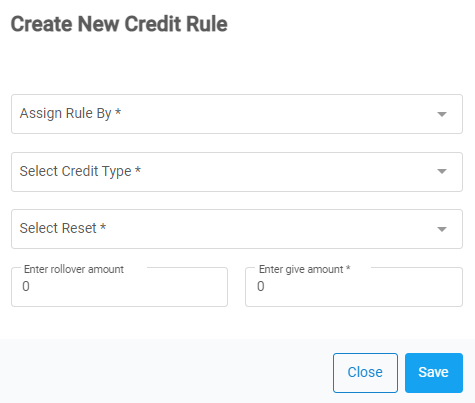 Create New Credit Rule
Assign Rule By *
Select Credit Type *
Select Reset *
Enter rollover amount
0
Enter give amount *
0
Close
Save